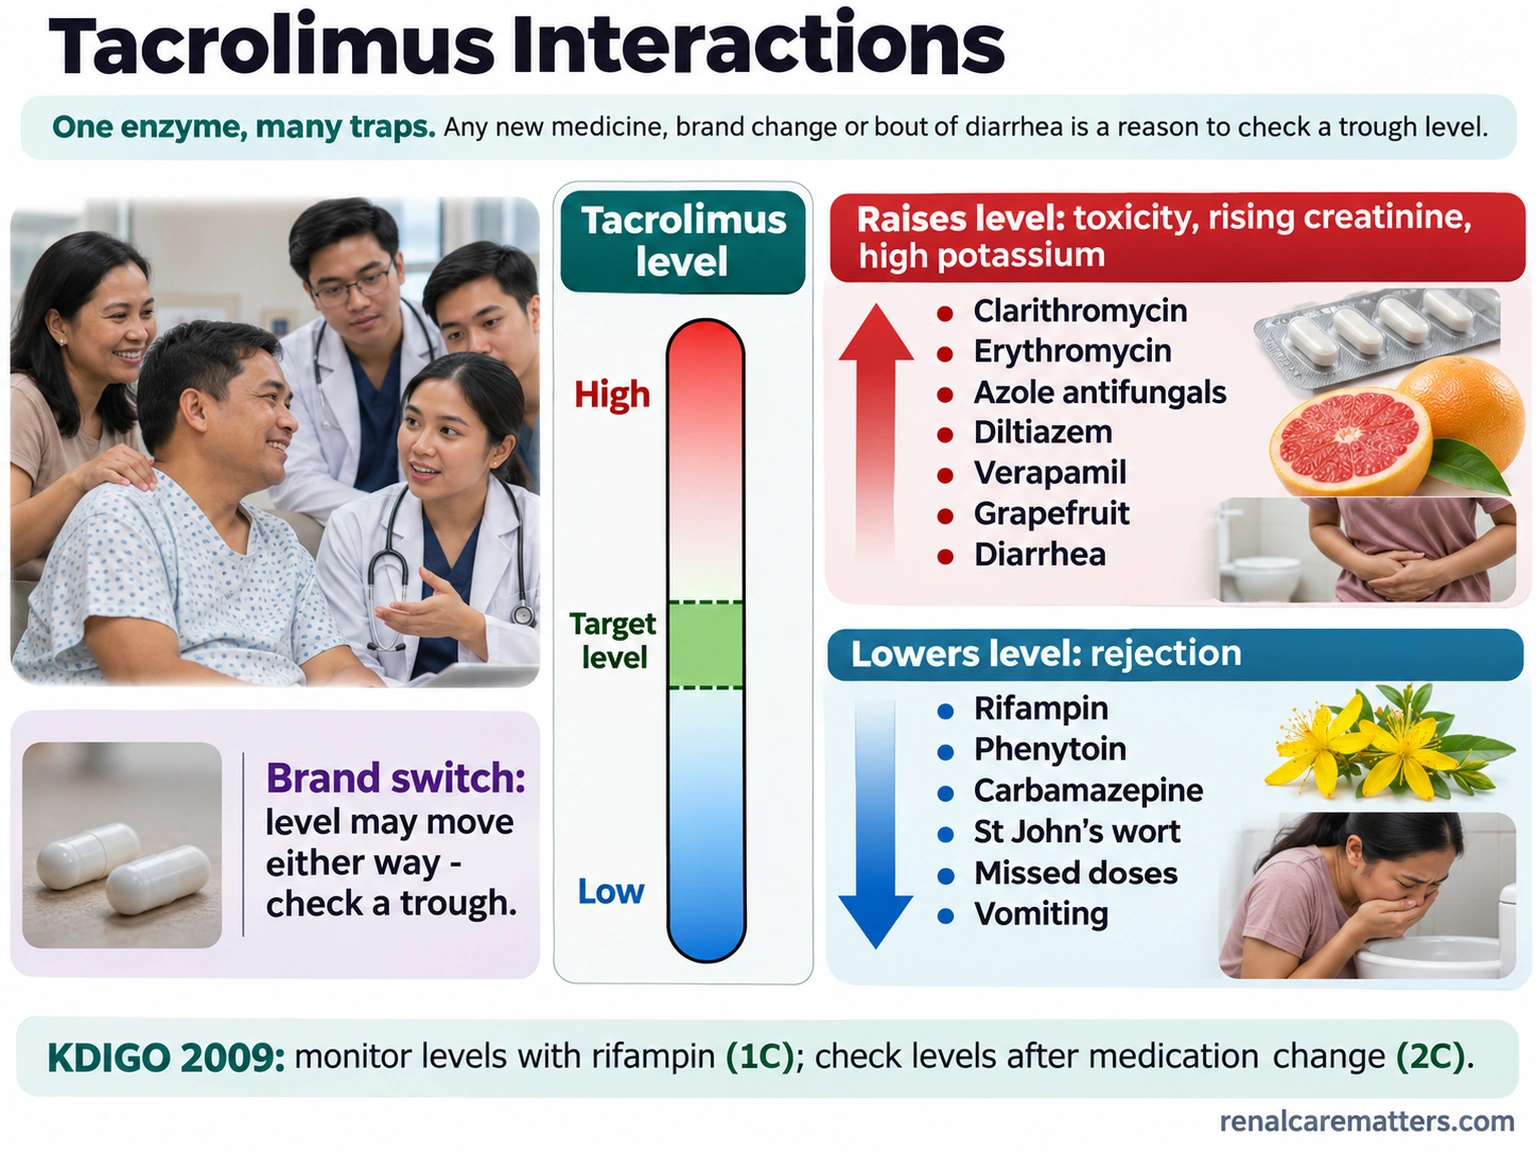 Tacrolimus Interactions
One enzyme, many traps. Any new medicine, brand change or bout of diarrhea is a reason to check a trough level.
Tacrolimus
level
High
Target
level
Low
Raises level: toxicity, rising creatinine,
high potassium
Clarithromycin
Erythromycin
Azole antifungals
Diltiazem
Verapamil
Grapefruit
Diarrhea
Lowers level: rejection
Rifampin
Phenytoin
Carbamazepine
St John's wort
Missed doses
Vomiting
Brand switch:
level may move
either way -
check a trough.
KDIGO 2009: monitor levels with rifampin (1C); check levels after medication change (2C).
renalcarematters.com